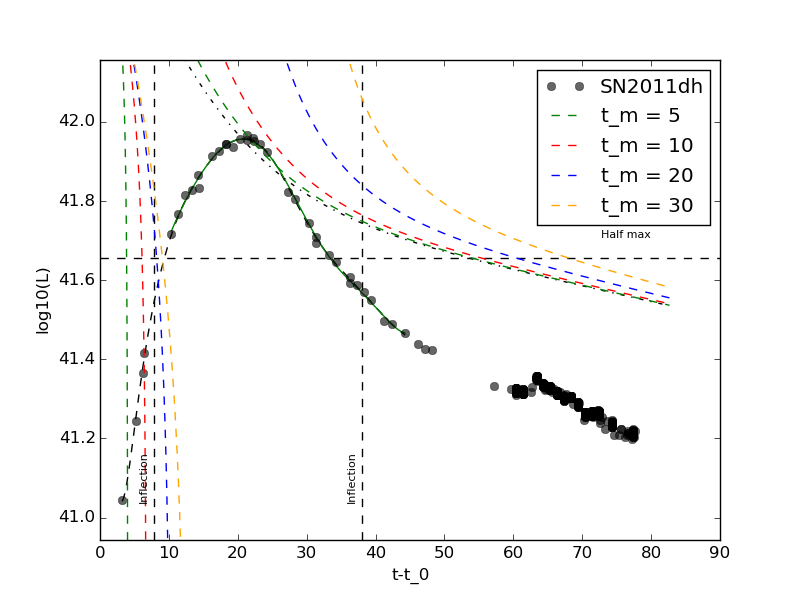 SN2011dh
t_m = 5
t_m = 10
t_m = 20
t_m = 30
Half max
42.0
41.8
41.6
41.4
41.2
41.0
log10(L)
Inflection
Inflection
0 10 20 30 40 50 60 70 80 90
t-t_0